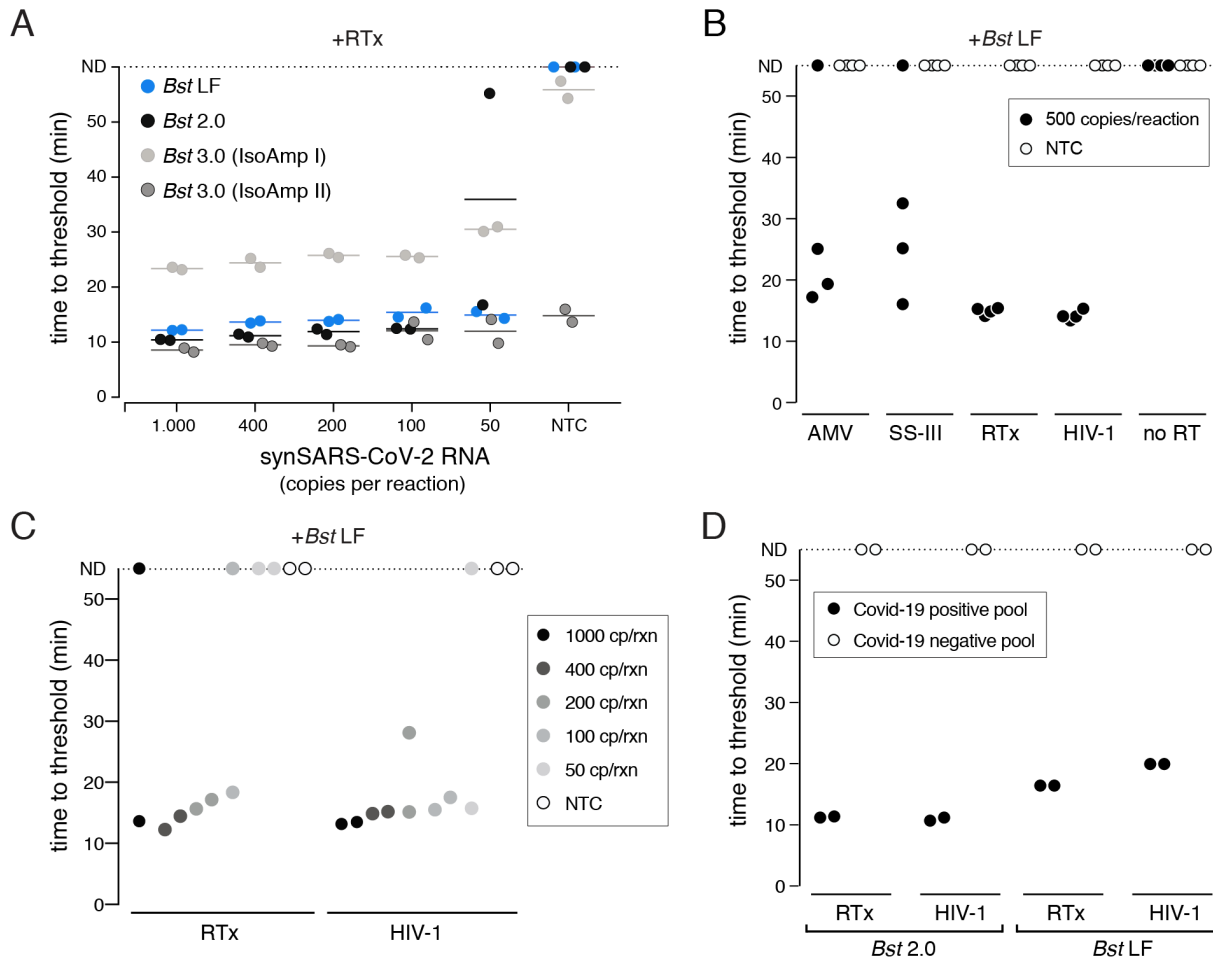 A
+RTx
ND
50
40
30
20
10
0
time to threshold (min)
Bst LF
Bst 2.0
Bst 3.0 (IsoAmp I)
Bst 3.0 (IsoAmp II)
1.000 400 200 100 50 NTC
synSARS-CoV-2 RNA
(copies per reaction)
B
+Bst LF
ND
50
40
30
20
10
0
time to threshold (min)
500 copies/reaction
NTC
AMV SS-III RTx HIV-1 no RT
C
+Bst LF
ND
50
40
30
20
10
0
time to threshold (min)
1000 cp/rxn
400 cp/rxn
200 cp/rxn
100 cp/rxn
50 cp/rxn
NTC
RTx HIV-1
D
ND
50
40
30
20
10
0
time to threshold (min)
Covid-19 positive pool
Covid-19 negative pool
RTx HIV-1 RTx HIV-1
Bst 2.0 Bst LF